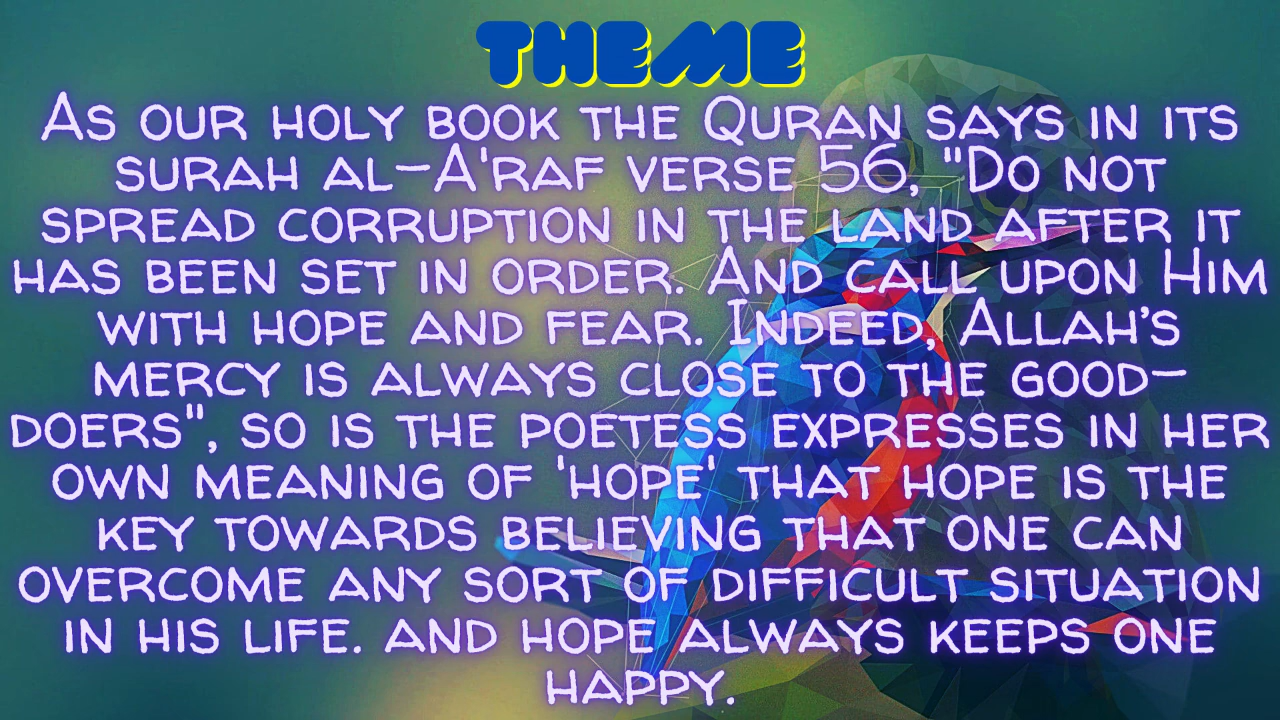 THEME
As our holy book the Quran says in its
surah al-A'raf verse 56, "Do not
spread corruption in the land after it
has been set in order. And call upon Him
with hope and fear. Indeed, Allah's
mercy is always close to the good-
doers", so is the poetess expresses in her
own meaning of 'hope' that hope is the
key towards believing that one can
overcome any sort of difficult situation
in his life. and hope always keeps one
happy.